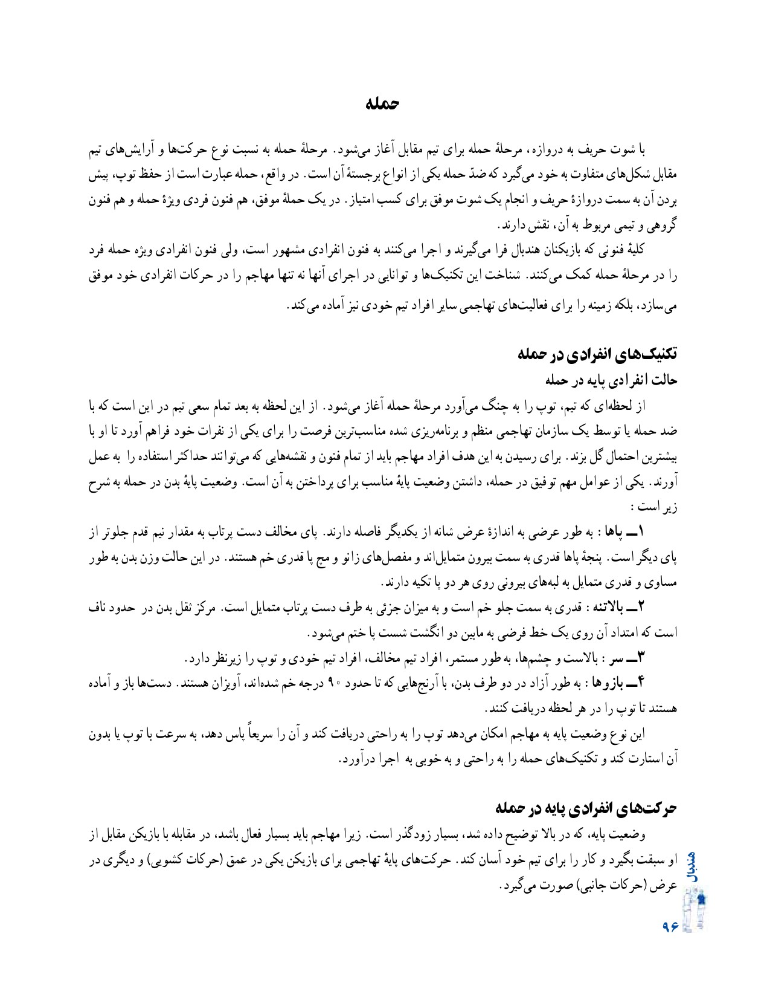 حمله
با شوت حریف به دروازه، مرحلۀ حمله برای تیم مقابل آغاز می‌شود. مرحلۀ حمله به نسبت نوع حرکت‌ها و آرایش‌های تیم
مقابل شکل‌های متفاوت به خود می‌گیرد که ضدّ حمله یکی از انواع برجستۀ آن است. در واقع، حمله عبارت است از حفظ توپ، پیش
بردن آن به سمت دروازۀ حریف و انجام یک شوت موفق برای کسب امتیاز. در یک حملۀ موفق، هم فنون فردی ویژۀ حمله و هم فنون
گروهی و تیمی مربوط به آن، نقش دارند.
کلیۀ فنونی که بازیکنان هندبال فرا می‌گیرند و اجرا می‌کنند به فنون انفرادی مشهور است، ولی فنون انفرادی ویژه حمله فرد
را در مرحلۀ حمله کمک می‌کنند. شناخت این تکنیک‌ها و توانایی در اجرای آنها نه تنها مهاجم را در حرکات انفرادی خود موفق
می‌سازد، بلکه زمینه را برای فعالیت‌های تهاجمی سایر افراد تیم خودی نیز آماده می‌کند.
تکنیک‌های انفرادی در حمله
حالت انفرادی پایه در حمله
از لحظه‌ای که تیم، توپ را به چنگ می‌آورد مرحلۀ حمله آغاز می‌شود. از این لحظه به بعد تمام سعی تیم در این است که با
ضد حمله یا توسط یک سازمان تهاجمی منظم و برنامه‌ریزی شده مناسب‌ترین فرصت را برای یکی از نفرات خود فراهم آورد تا او با
بیشترین احتمال گل بزند. برای رسیدن به این هدف افراد مهاجم باید از تمام فنون و نقشه‌هایی که می‌توانند حداکثر استفاده را به عمل
آورند. یکی از عوامل مهم توفیق در حمله، داشتن وضعیت پایۀ مناسب برای پرداختن به آن است. وضعیت پایۀ بدن در حمله به شرح
زیر است :
۱ــ پاها : به طور عرضی به اندازۀ عرض شانه از یکدیگر فاصله دارند. پای مخالف دست پرتاب به مقدار نیم قدم جلوتر از
پای دیگر است. پنجۀ پاها قدری به سمت بیرون متمایل‌اند و مفصل‌های زانو و مچ پا قدری خم هستند. در این حالت وزن بدن به طور
مساوی و قدری متمایل به لبه‌های بیرونی روی هر دو پا تکیه دارند.
۲ــ بالاتنه : قدری به سمت جلو خم است و به میزان جزئی به طرف دست پرتاب متمایل است. مرکز ثقل بدن در حدود ناف
است که امتداد آن روی یک خط فرضی به مابین دو انگشت شست پا ختم می‌شود.
۳ــ سر : بالاست و چشم‌ها، به طور مستمر، افراد تیم مخالف، افراد تیم خودی و توپ را زیرنظر دارد.
۴ــ بازوها : به طور آزاد در دو طرف بدن، با آرنج‌هایی که تا حدود ۹۰ درجه خم شده‌اند، آویزان هستند. دست‌ها باز و آماده
هستند تا توپ را در هر لحظه دریافت کنند.
این نوع وضعیت پایه به مهاجم امکان می‌دهد توپ را به راحتی دریافت کند و آن را سریعاً پاس دهد، به سرعت با توپ یا بدون
آن استارت کند و تکنیک‌های حمله را به راحتی و به خوبی به اجرا درآورد.
حرکت‌های انفرادی پایه در حمله
وضعیت پایه، که در بالا توضیح داده شد، بسیار زودگذر است. زیرا مهاجم باید بسیار فعال باشد، در مقابله با بازیکن مقابل از
او سبقت بگیرد و کار را برای تیم خود آسان کند. حرکت‌های پایۀ تهاجمی برای بازیکن یکی در عمق (حرکات کشویی) و دیگری در
عرض (حرکات جانبی) صورت می‌گیرد.
هندبال
۹۶